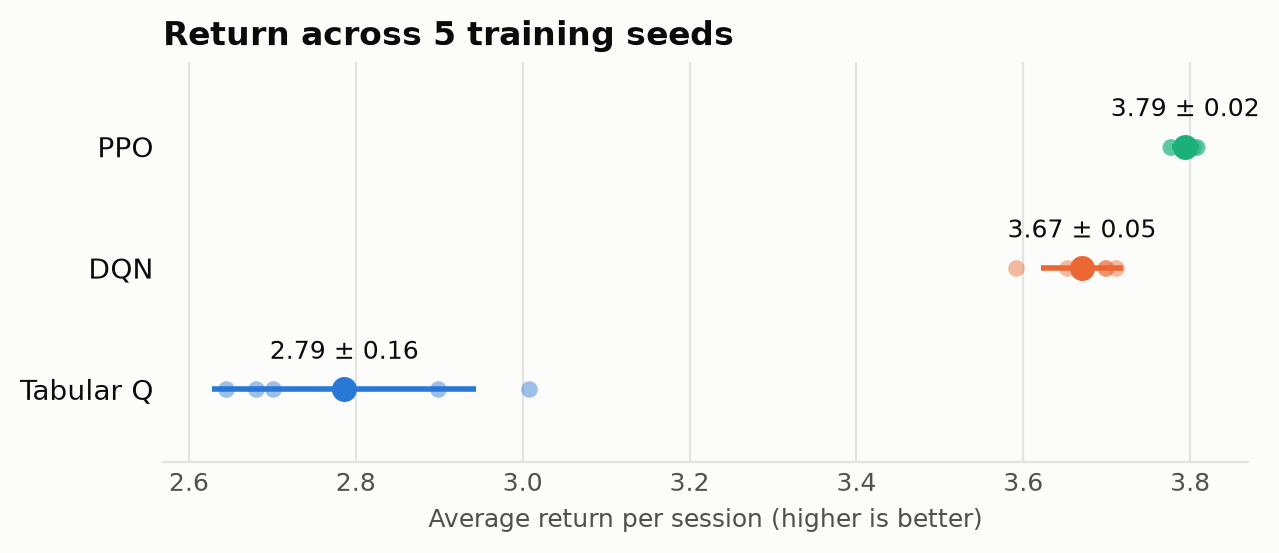 Return across 5 training seeds
3.79 ± 0.02
PPO
3.67 ± 0.05
DQN
2.79 ± 0.16
Tabular Q
2.6 2.8 3.0 3.2 3.4 3.6 3.8
Average return per session (higher is better)